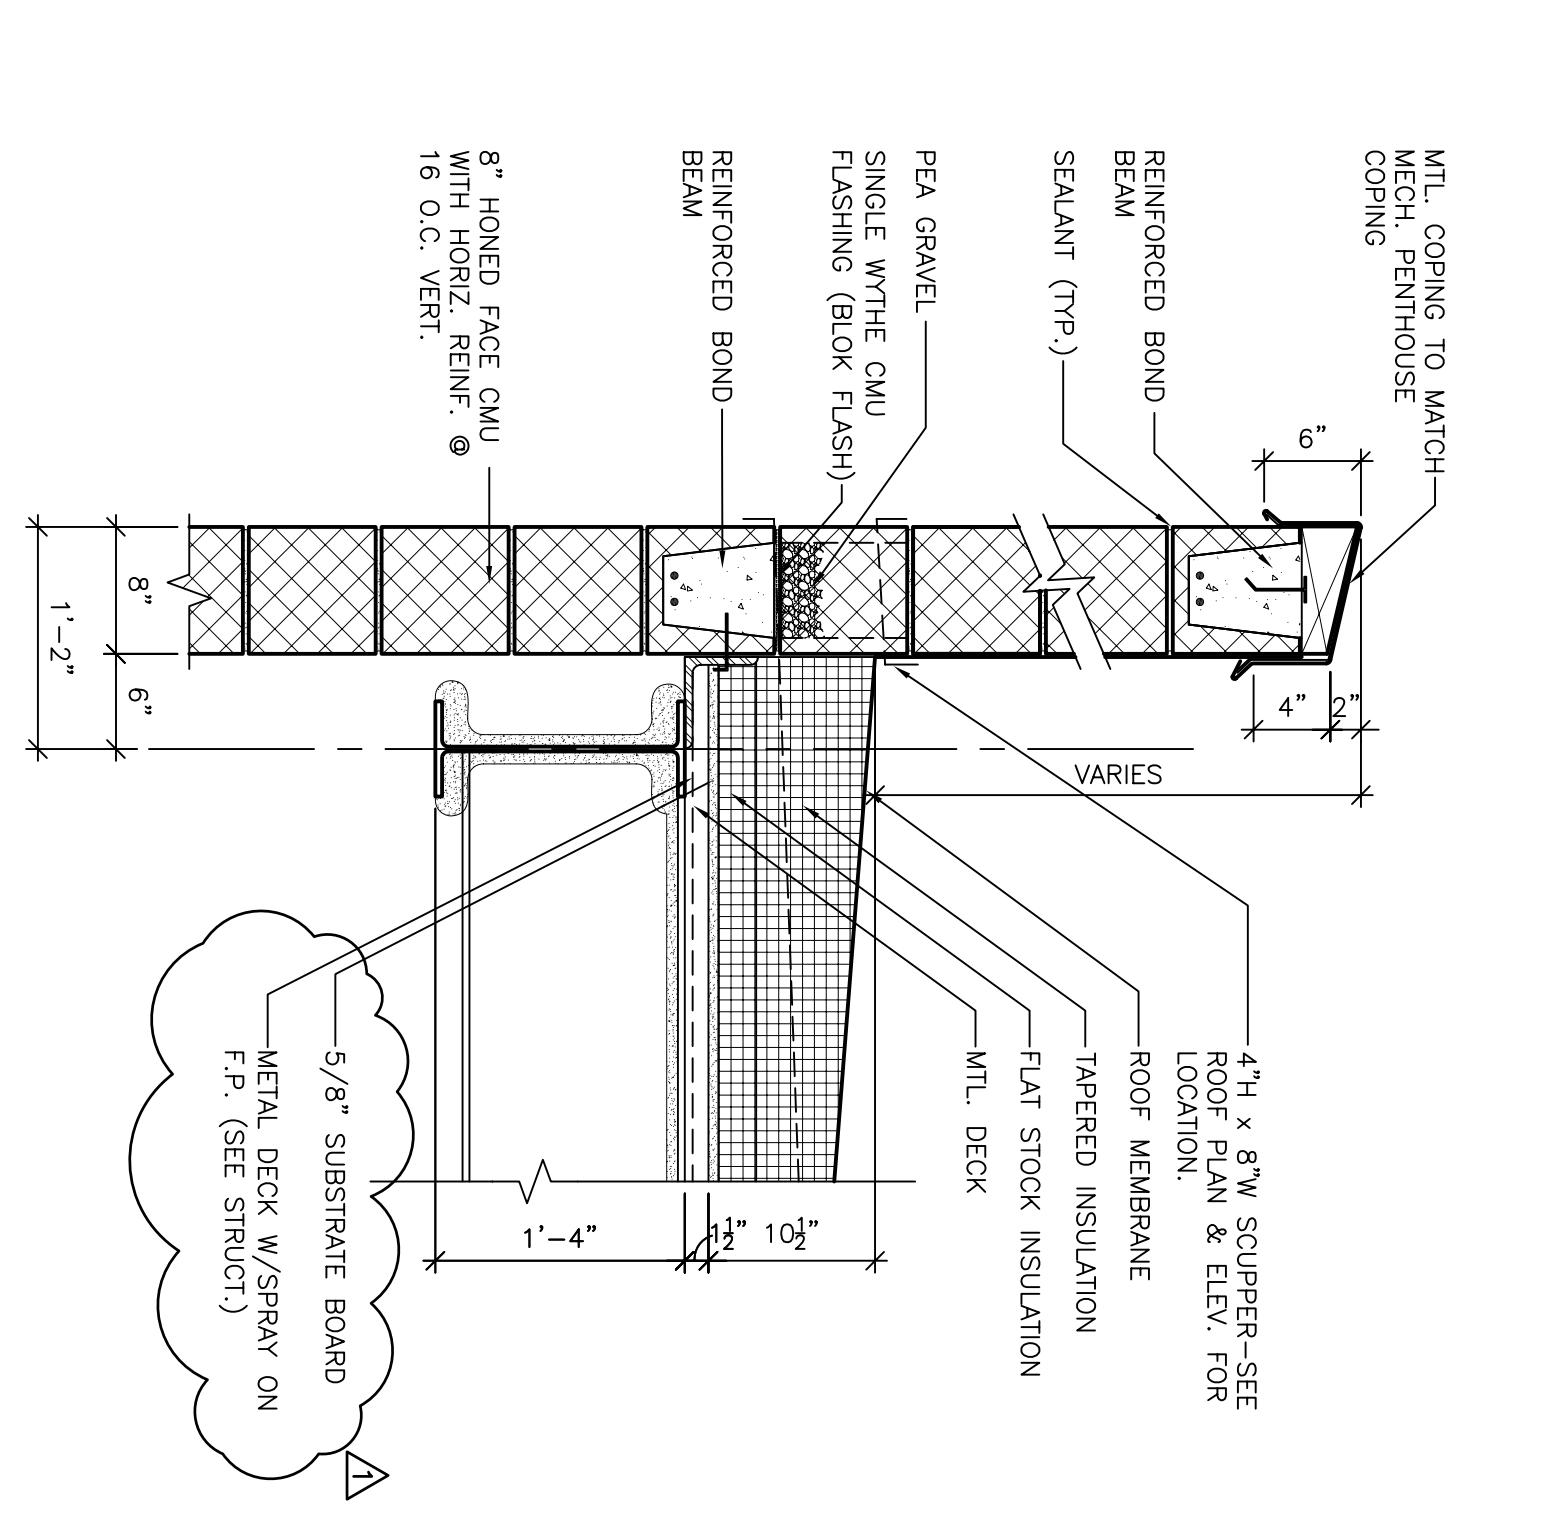 MTL. COPING TO MATCH
MECH. PENTHOUSE
COPING
REINFORCED BOND
BEAM
SEALANT (TYP.)
PEA GRAVEL
SINGLE WYTHE CMU
FLASHING (BLOK FLASH)
REINFORCED BOND
BEAM
8" HONED FACE CMU
WITH HORIZ. REINF. @
16 O.C. VERT.
6"
4"
2"
VARIES
8"
6"
1'-2"
4"H x 8"W SCUPPER-SEE
ROOF PLAN & ELEV. FOR
LOCATION.
ROOF MEMBRANE
TAPERED INSULATION
FLAT STOCK INSULATION
MTL. DECK
10½"
1½"
1'-4"
5/8" SUBSTRATE BOARD
METAL DECK W/SPRAY ON
F.P. (SEE STRUCT.)
1